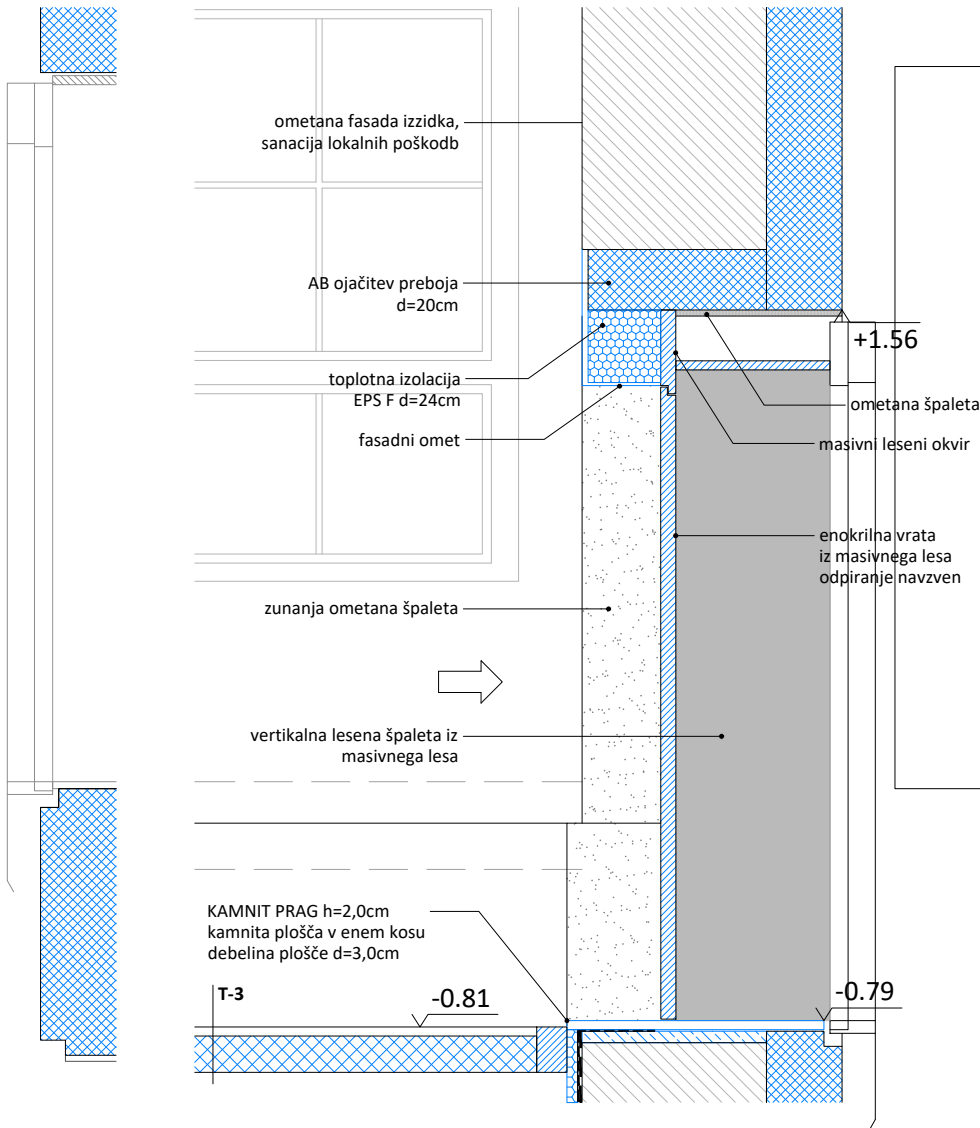 ometana fasada izzidka,
sanacija lokalnih poškodb
AB ojačitev preboja
d=20cm
+1.56
toplotna izolacija
EPS F d=24cm
ometana špaleta
fasadni omet
masivni leseni okvir
enokrilna vrata
iz masivnega lesa
odpiranje navzven
zunanja ometana špaleta
vertikalna lesena špaleta iz
masivnega lesa
KAMNIT PRAG h=2,0cm
kamnita plošča v enem kosu
debelina plošče d=3,0cm
T-3
-0.81
-0.79